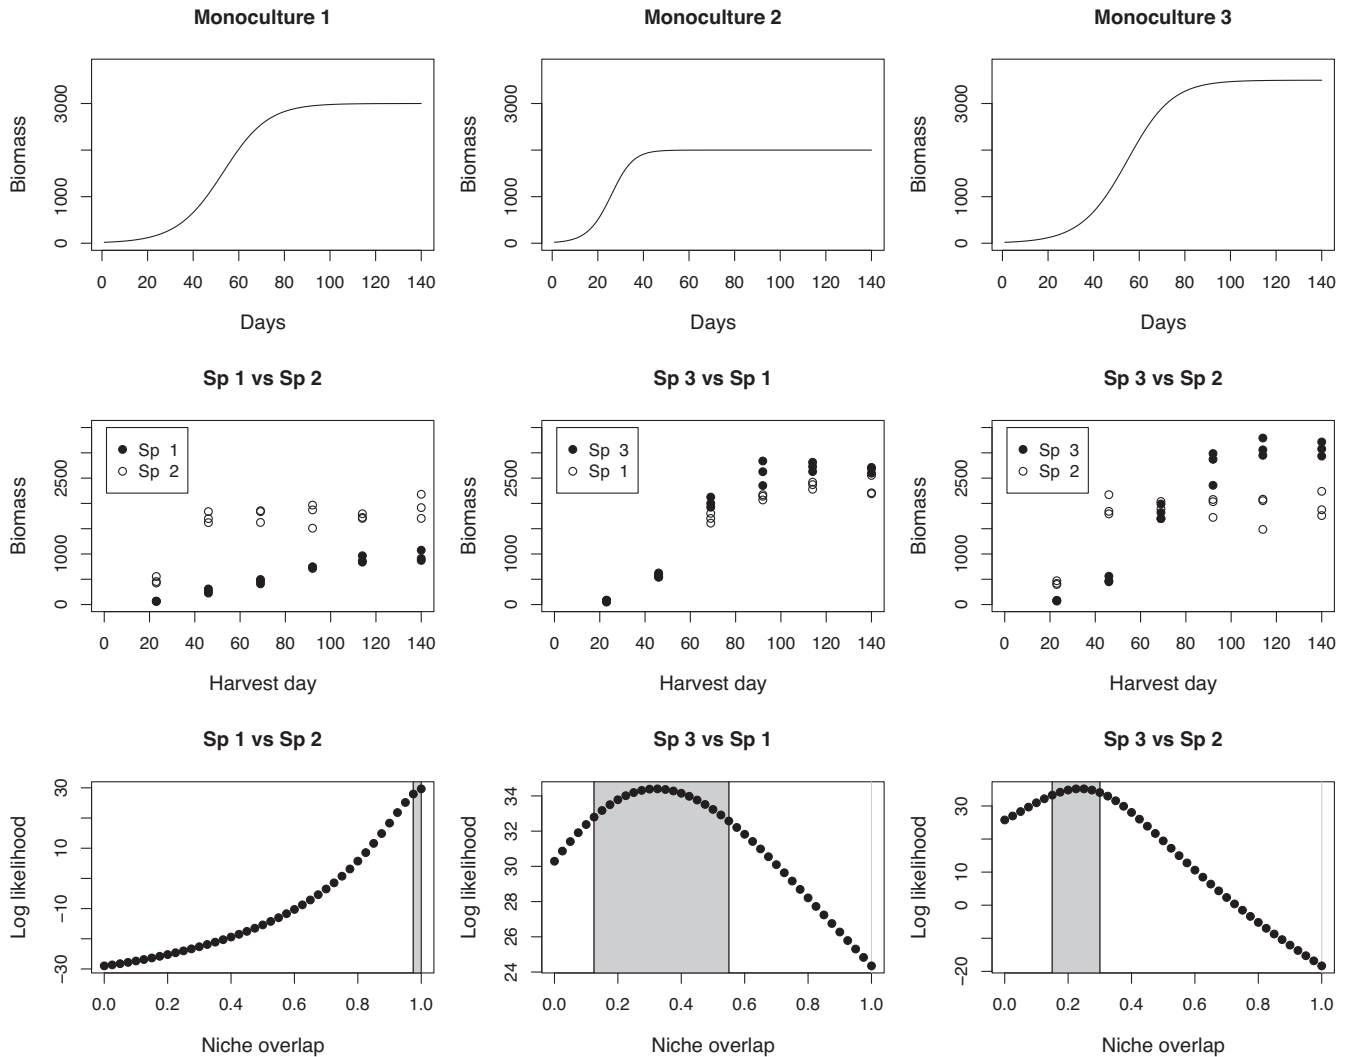 Monoculture 1
Monoculture 2
Monoculture 3
Biomass
3000
1000
0
0 20 40 60 80 100 120 140
Days
Biomass
3000
1000
0
0 20 40 60 80 100 120 140
Days
Biomass
3000
1000
0
0 20 40 60 80 100 120 140
Days
Sp 1 vs Sp 2
Sp 3 vs Sp 1
Sp 3 vs Sp 2
Biomass
2500
1000
0
Sp 1
Sp 2
0 20 40 60 80 100 120 140
Harvest day
Biomass
2500
1000
0
Sp 3
Sp 1
0 20 40 60 80 100 120 140
Harvest day
Biomass
2500
1000
0
Sp 3
Sp 2
0 20 40 60 80 100 120 140
Harvest day
Sp 1 vs Sp 2
Sp 3 vs Sp 1
Sp 3 vs Sp 2
Log likelihood
30
10
−10
−30
0.0 0.2 0.4 0.6 0.8 1.0
Niche overlap
Log likelihood
34
32
30
28
26
24
0.0 0.2 0.4 0.6 0.8 1.0
Niche overlap
Log likelihood
30
10
0
−20
0.0 0.2 0.4 0.6 0.8 1.0
Niche overlap